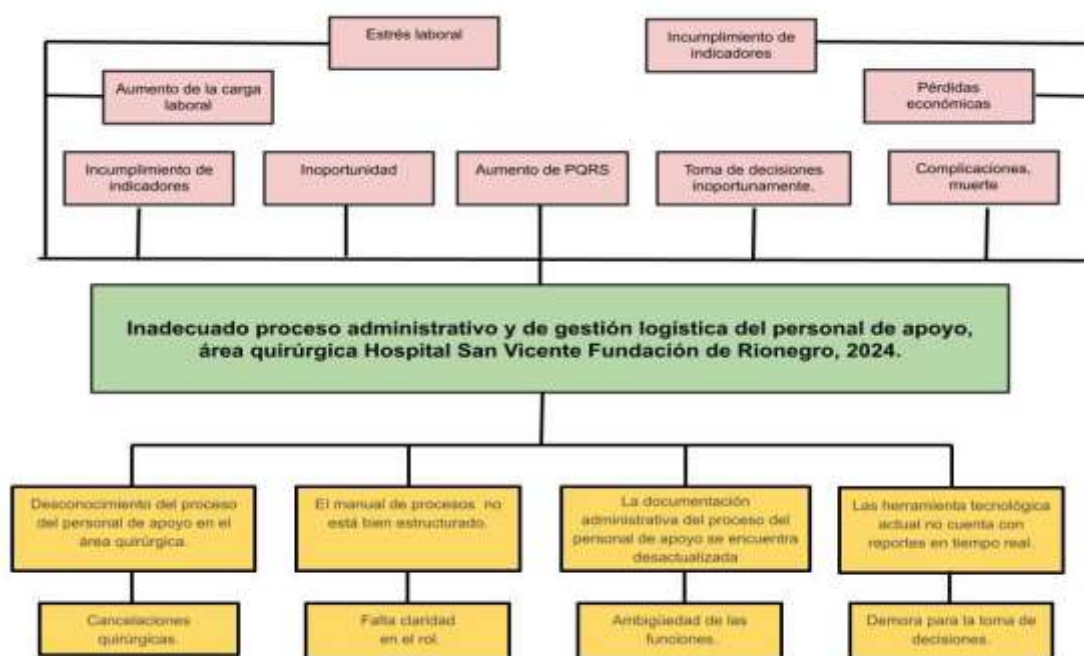 Estrés laboral
Incumplimiento de
indicadores
Aumento de la carga
laboral
Pérdidas
económicas
Incumplimiento de
indicadores
Inoportunidad
Aumento de PQRS
Toma de decisiones
inoportunamente.
Complicaciones,
muerte
Inadecuado proceso administrativo y de gestión logística del personal de apoyo,
área quirúrgica Hospital San Vicente Fundación de Rionegro, 2024.
Desconocimiento del proceso
del personal de apoyo en el
área quirúrgica.
El manual de procesos no
está bien estructurado.
La documentación
administrativa del proceso del
personal de apoyo se encuentra
desactualizada
Las herramienta tecnológica
actual no cuenta con
reportes en tiempo real.
Cancelaciones
quirúrgicas.
Falta claridad
en el rol.
Ambigüedad de las
funciones.
Demora para la toma de
decisiones.